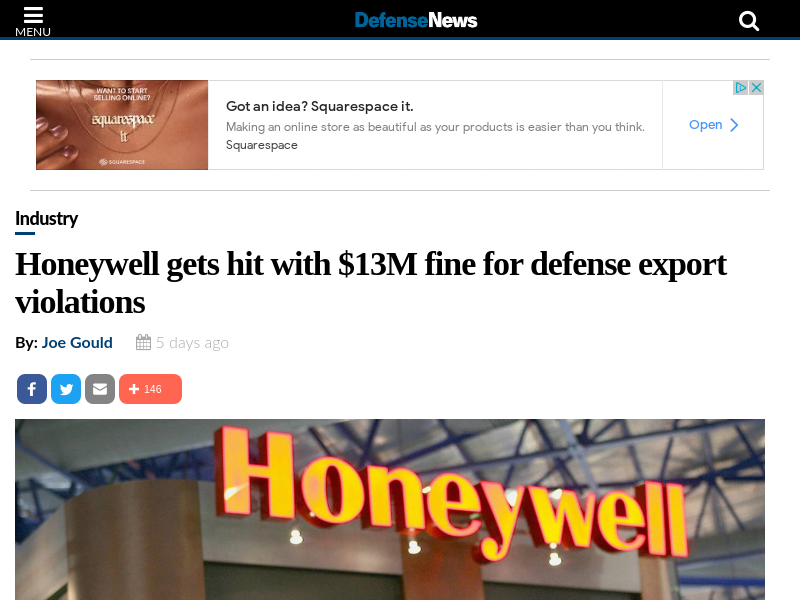 MENU
DefenseNews
WANT TO START
SELLING ONLINE?
squarespace
it
SQUARESPACE
Got an idea? Squarespace it.
Making an online store as beautiful as your products is easier than you think.
Squarespace
Open
Industry
Honeywell gets hit with $13M fine for defense export
violations
By: Joe Gould 5 days ago
146
Honeywell